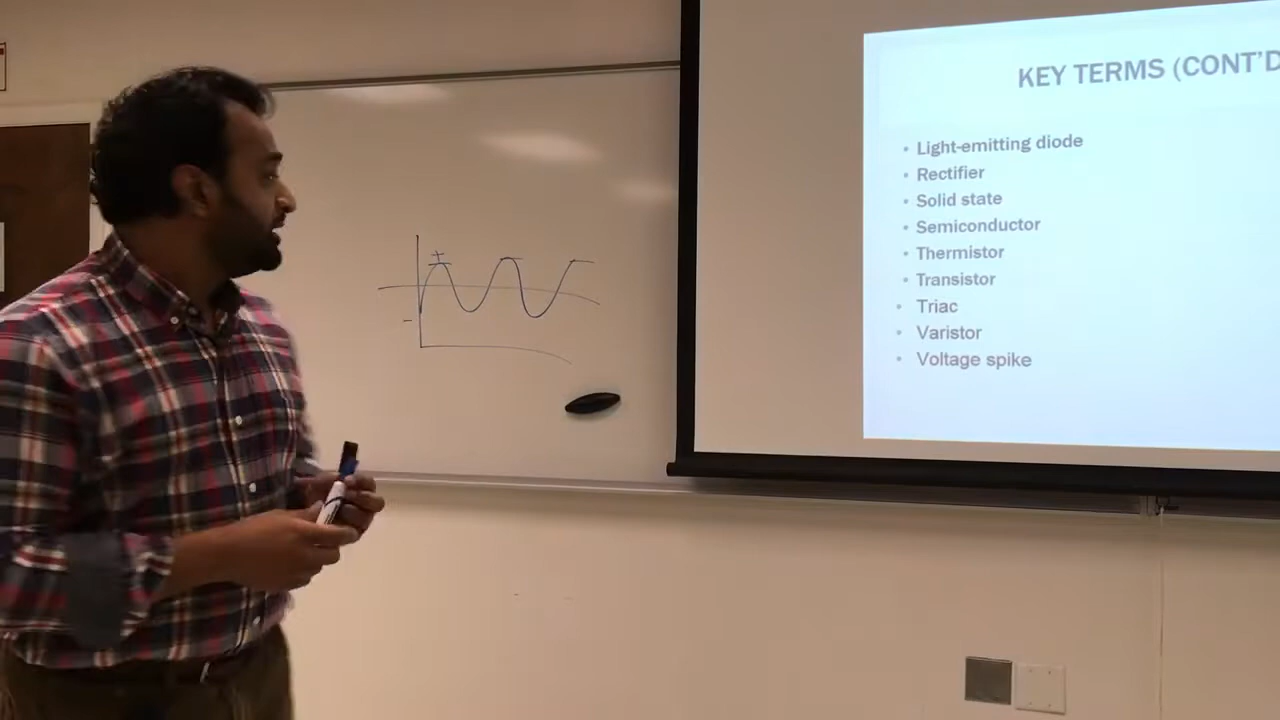 +
-
KEY TERMS (CONT'D
• Light-emitting diode
• Rectifier
• Solid state
• Semiconductor
• Thermistor
• Transistor
• Triac
• Varistor
• Voltage spike